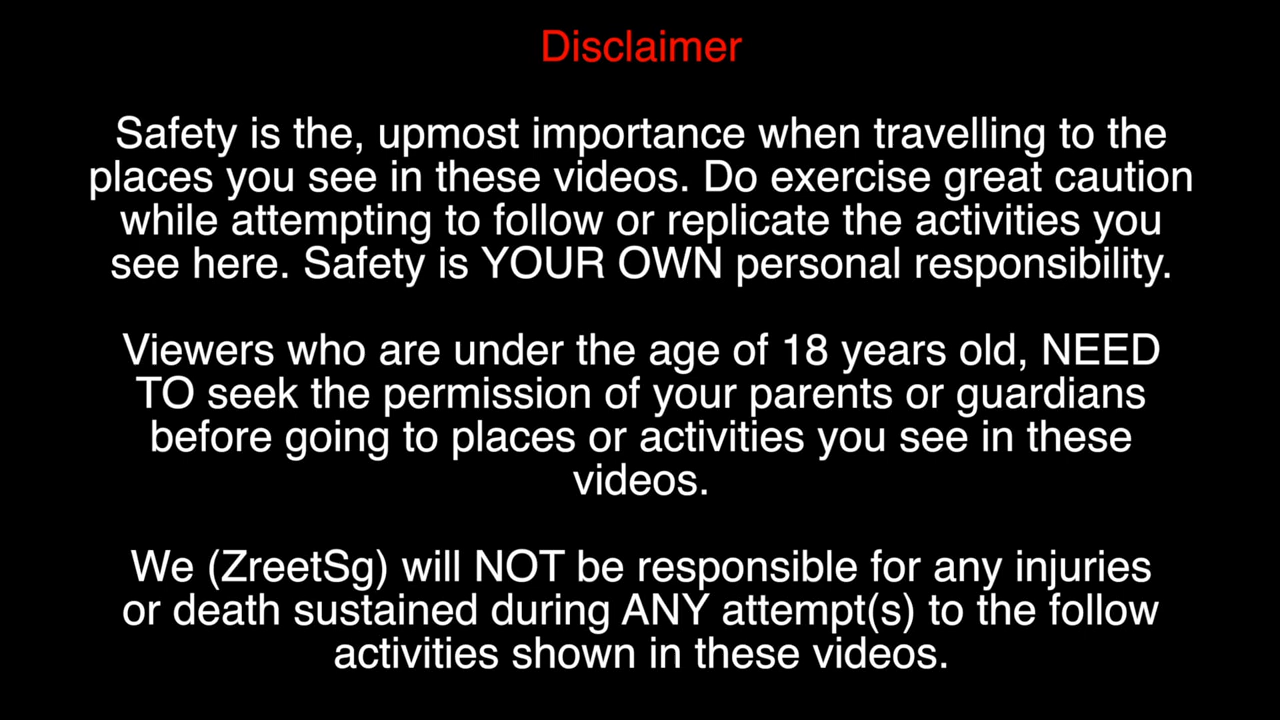 Disclaimer
Safety is the, upmost importance when travelling to the
places you see in these videos. Do exercise great caution
while attempting to follow or replicate the activities you
see here. Safety is YOUR OWN personal responsibility.
Viewers who are under the age of 18 years old, NEED
TO seek the permission of your parents or guardians
before going to places or activities you see in these
videos.
We (ZreetSg) will NOT be responsible for any injuries
or death sustained during ANY attempt(s) to the follow
activities shown in these videos.